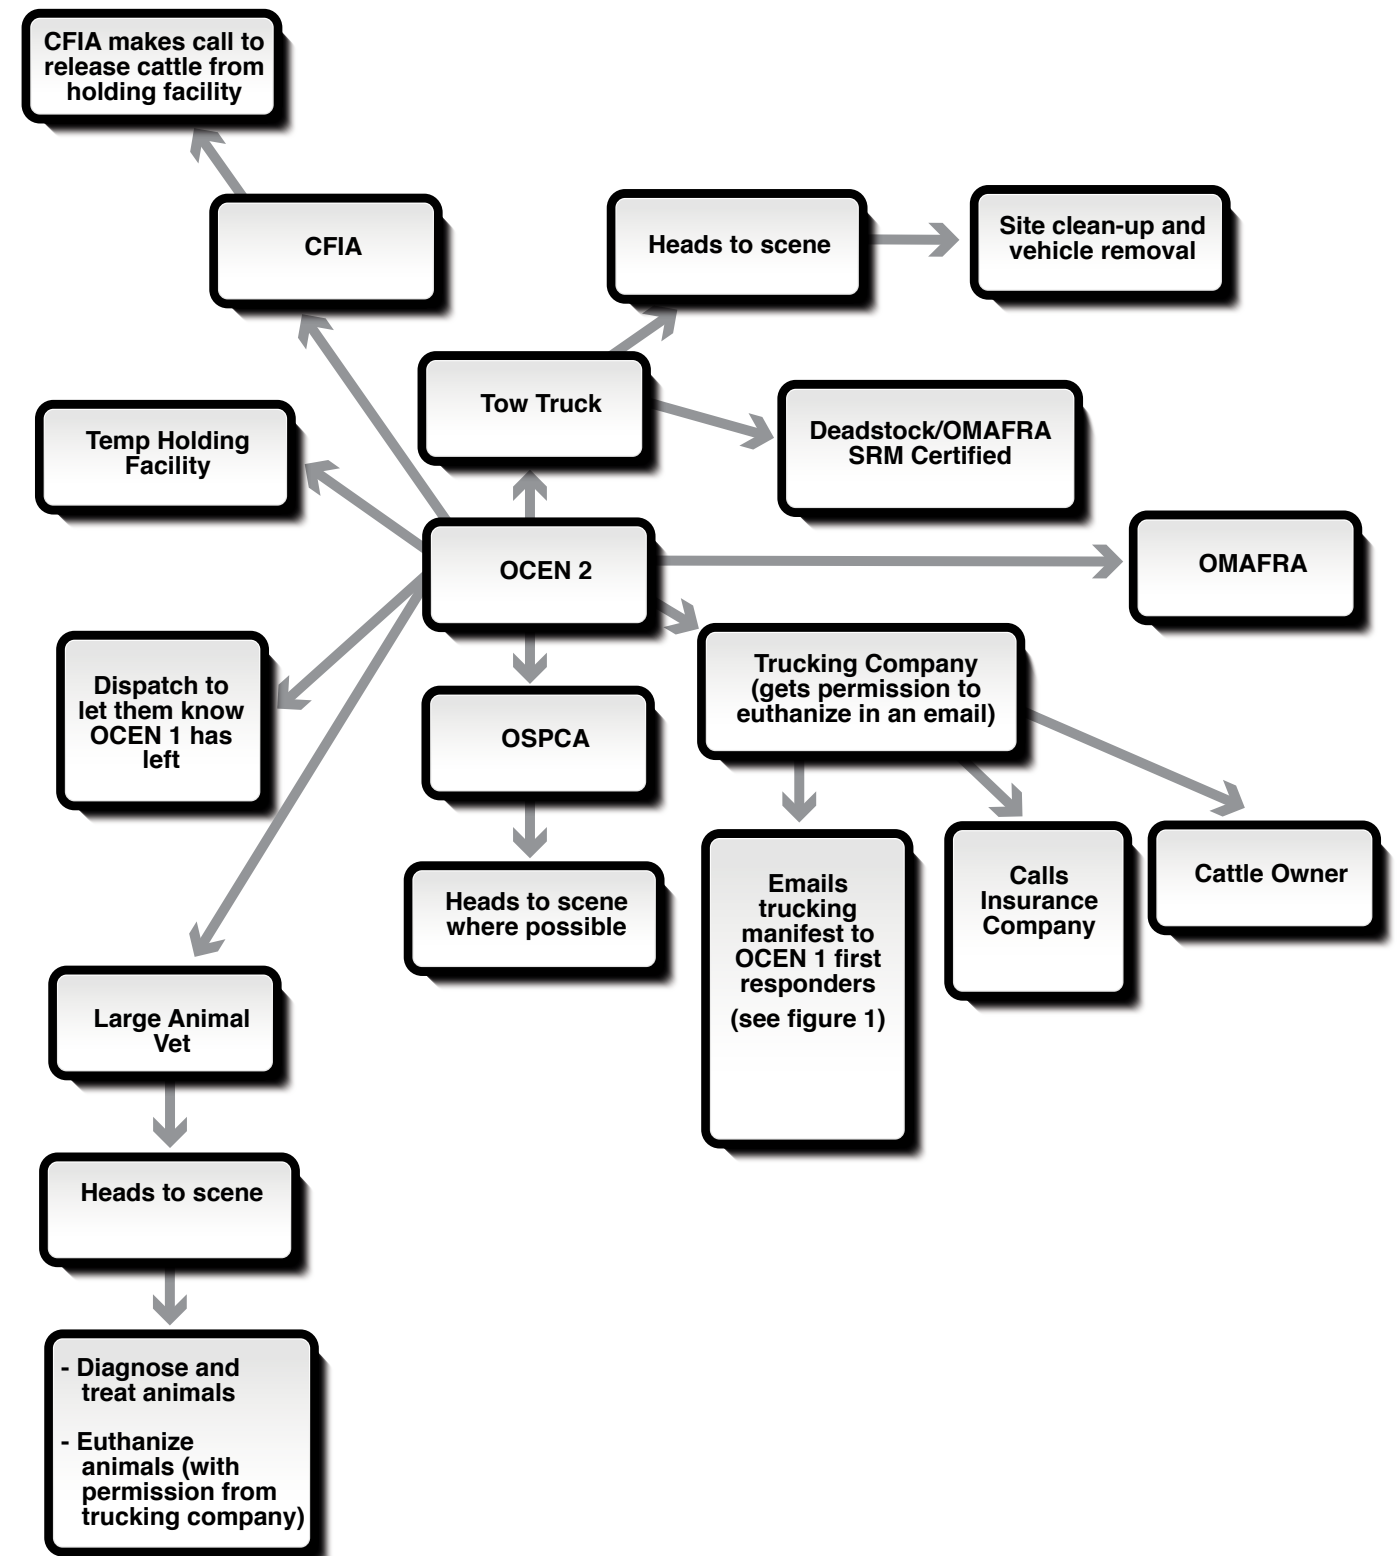 CFIA makes call to
release cattle from
holding facility
CFIA
Heads to scene
Site clean-up and
vehicle removal
Tow Truck
Temp Holding
Facility
Deadstock/OMAFRA
SRM Certified
OCEN 2
OMAFRA
Dispatch to
let them know
OCEN 1 has
left
OSPCA
Trucking Company
(gets permission to
euthanize in an email)
Heads to scene
where possible
Emails
trucking
manifest to
OCEN 1 first
responders
(see figure 1)
Calls
Insurance
Company
Cattle Owner
Large Animal
Vet
Heads to scene
- Diagnose and
treat animals
- Euthanize
animals (with
permission from
trucking company)